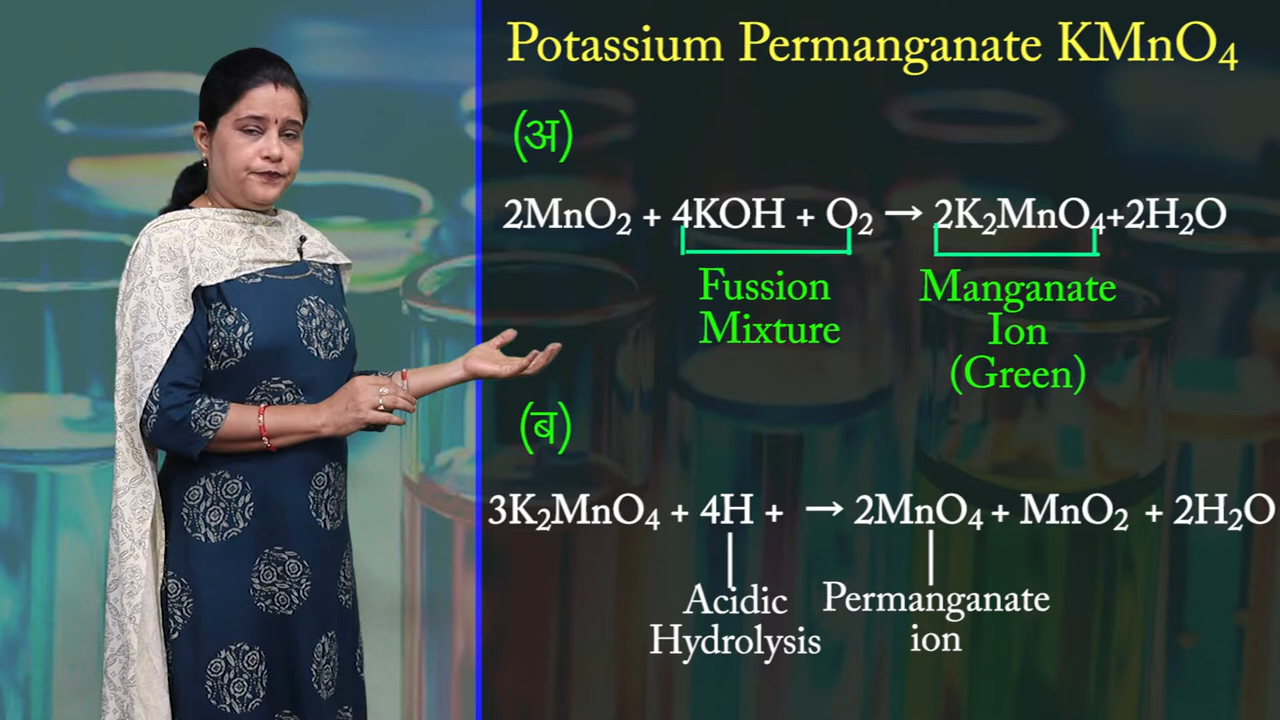 Potassium Permanganate KMnO₄
(अ)
2MnO₂ + 4KOH + O₂ → 2K₂MnO₄+2H₂O
Fussion Manganate
Mixture Ion
(Green)
(ब)
3K₂MnO₄ + 4H + → 2MnO₄ + MnO₂ + 2H₂O
Acidic Permanganate
Hydrolysis ion